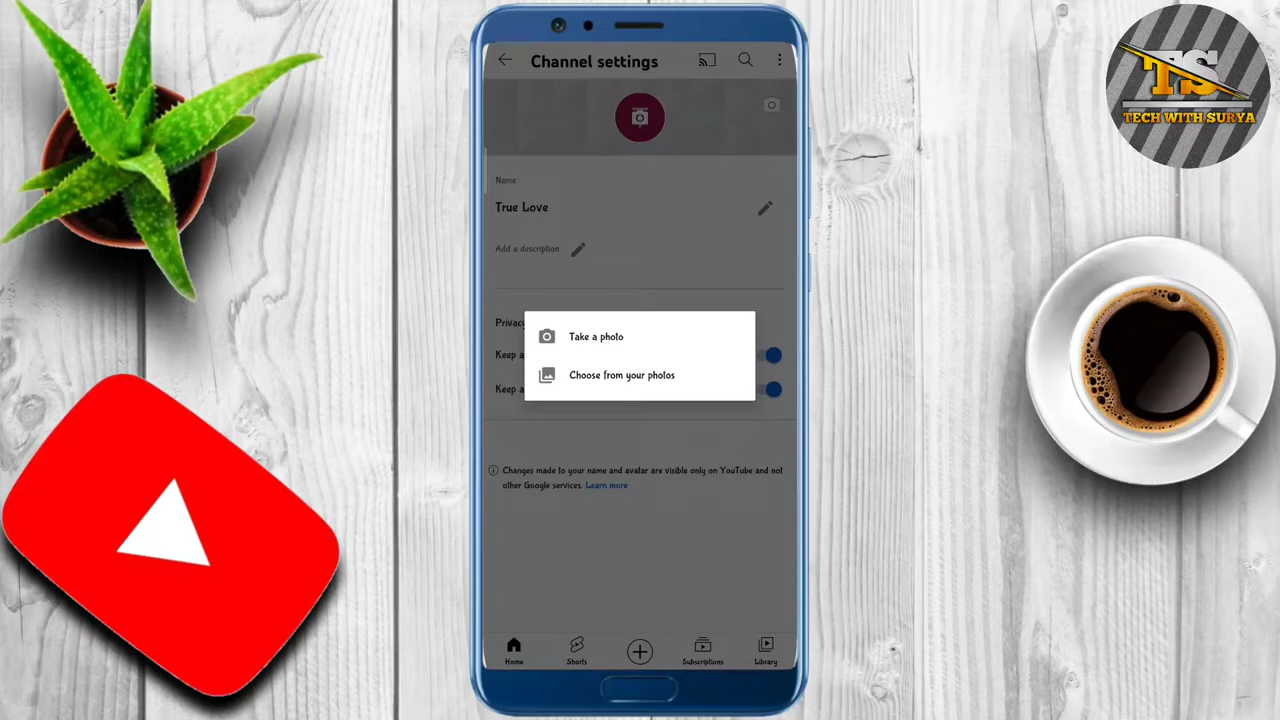 Channel settings
TS
TECH WITH SURYA
Name
True Love
Add a description
Privacy
Take a photo
Keep a
Choose from your photos
Keep a
Changes made to your name and avatar are visible only on YouTube and not
other Google services. Learn more
Home
Shorts
Subscriptions
Library